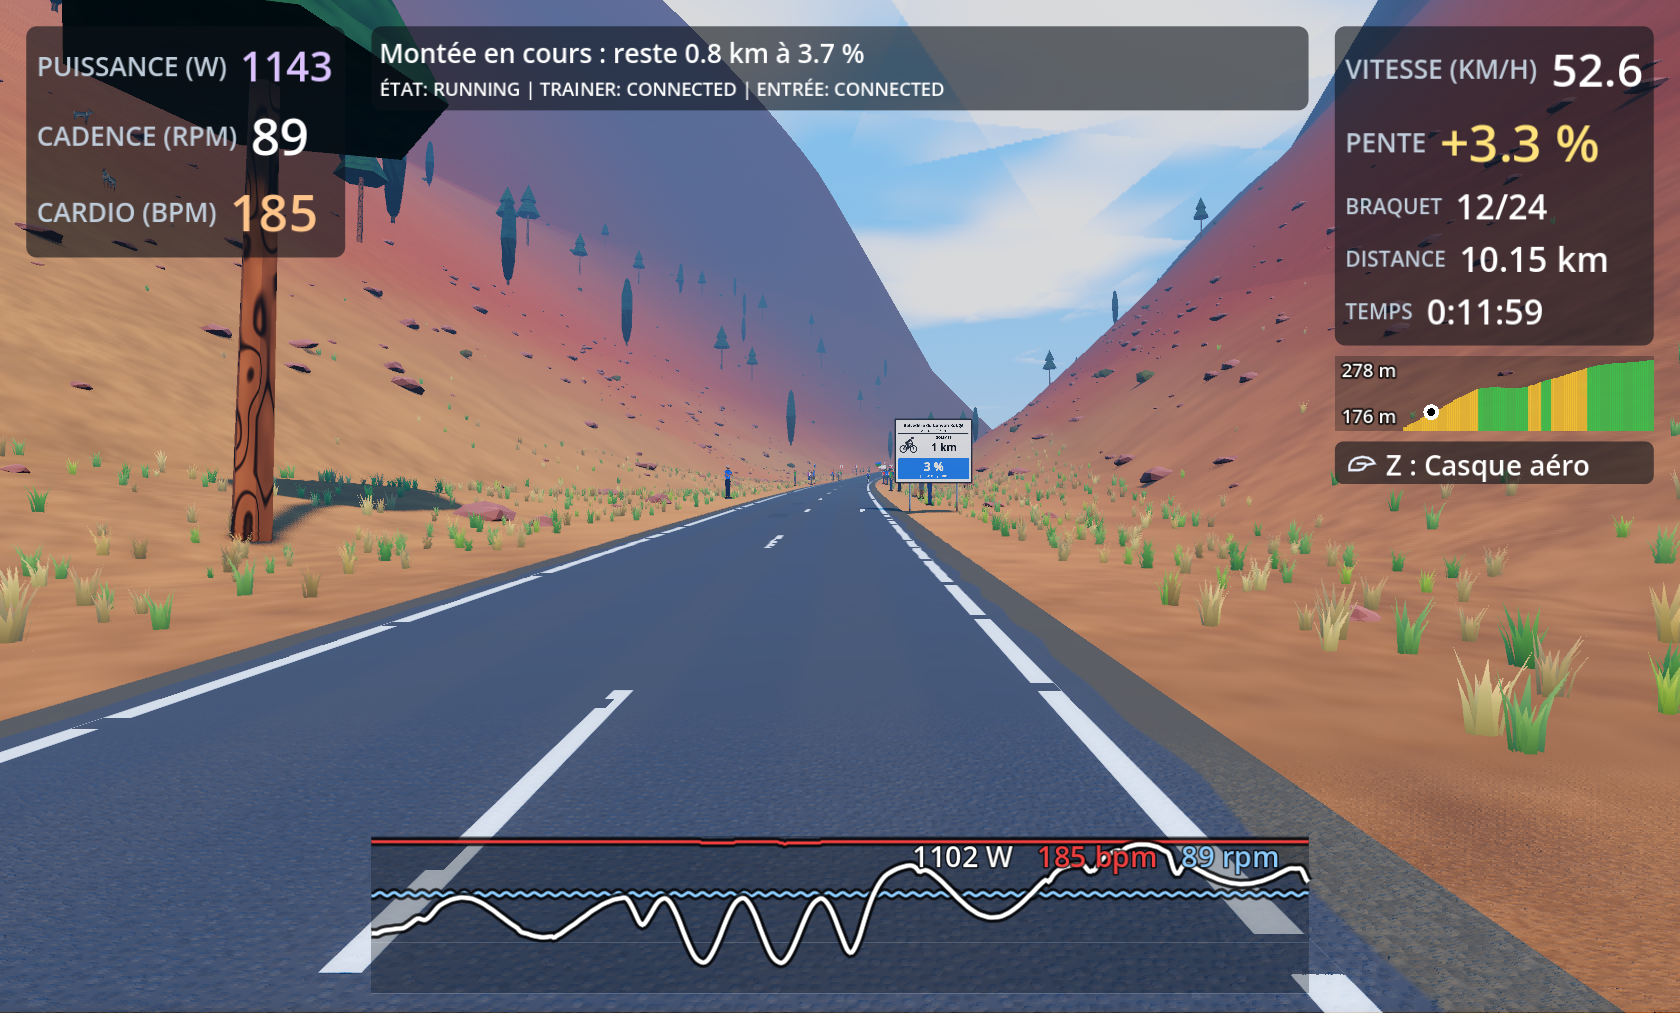 PUISSANCE (W) 1143
CADENCE (RPM) 89
CARDIO (BPM) 185
Montée en cours : reste 0.8 km à 3.7 %
ÉTAT: RUNNING | TRAINER: CONNECTED | ENTRÉE: CONNECTED
VITESSE (KM/H) 52.6
PENTE +3.3 %
BRAQUET 12/24
DISTANCE 10.15 km
TEMPS 0:11:59
278 m
176 m
Z : Casque aéro
1 km
3 %
1102 W 185 bpm 89 rpm